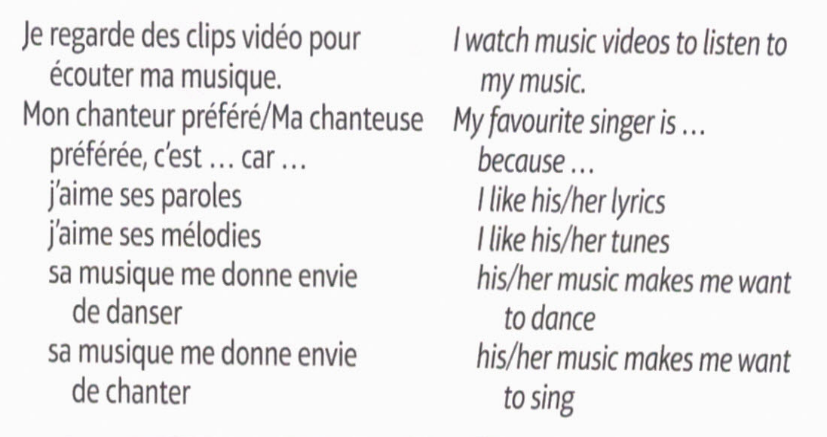 Je regarde des clips vidéo pour
écouter ma musique.
Mon chanteur préféré/Ma chanteuse
préférée, c'est … car …
j'aime ses paroles
j'aime ses mélodies
sa musique me donne envie
de danser
sa musique me donne envie
de chanter
I watch music videos to listen to
my music.
My favourite singer is …
because …
I like his/her lyrics
I like his/her tunes
his/her music makes me want
to dance
his/her music makes me want
to sing